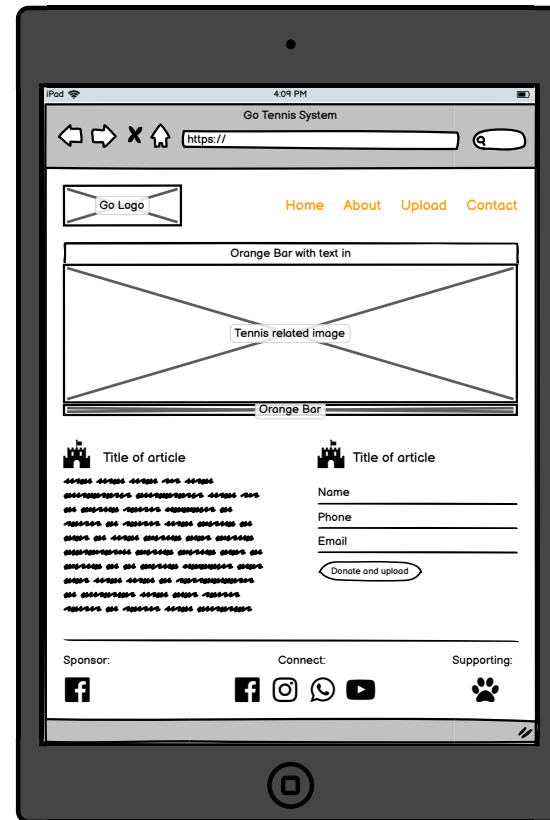 iPad 4:09 PM
Go Tennis System
https://
Go Logo Home About Upload Contact
Orange Bar with text in
Tennis related image
Orange Bar
Title of article
Title of article
Name
Phone
Email
Donate and upload
Sponsor: Connect: Supporting: